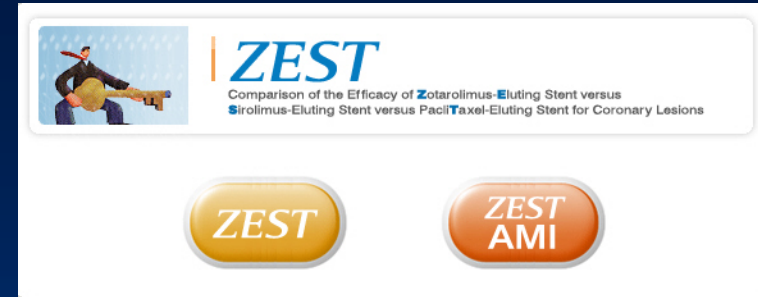 ZEST
Comparison of the Efficacy of Zotarolimus-Eluting Stent versus
Sirolimus-Eluting Stent versus PacliTaxel-Eluting Stent for Coronary Lesions
ZEST
ZEST
AMI